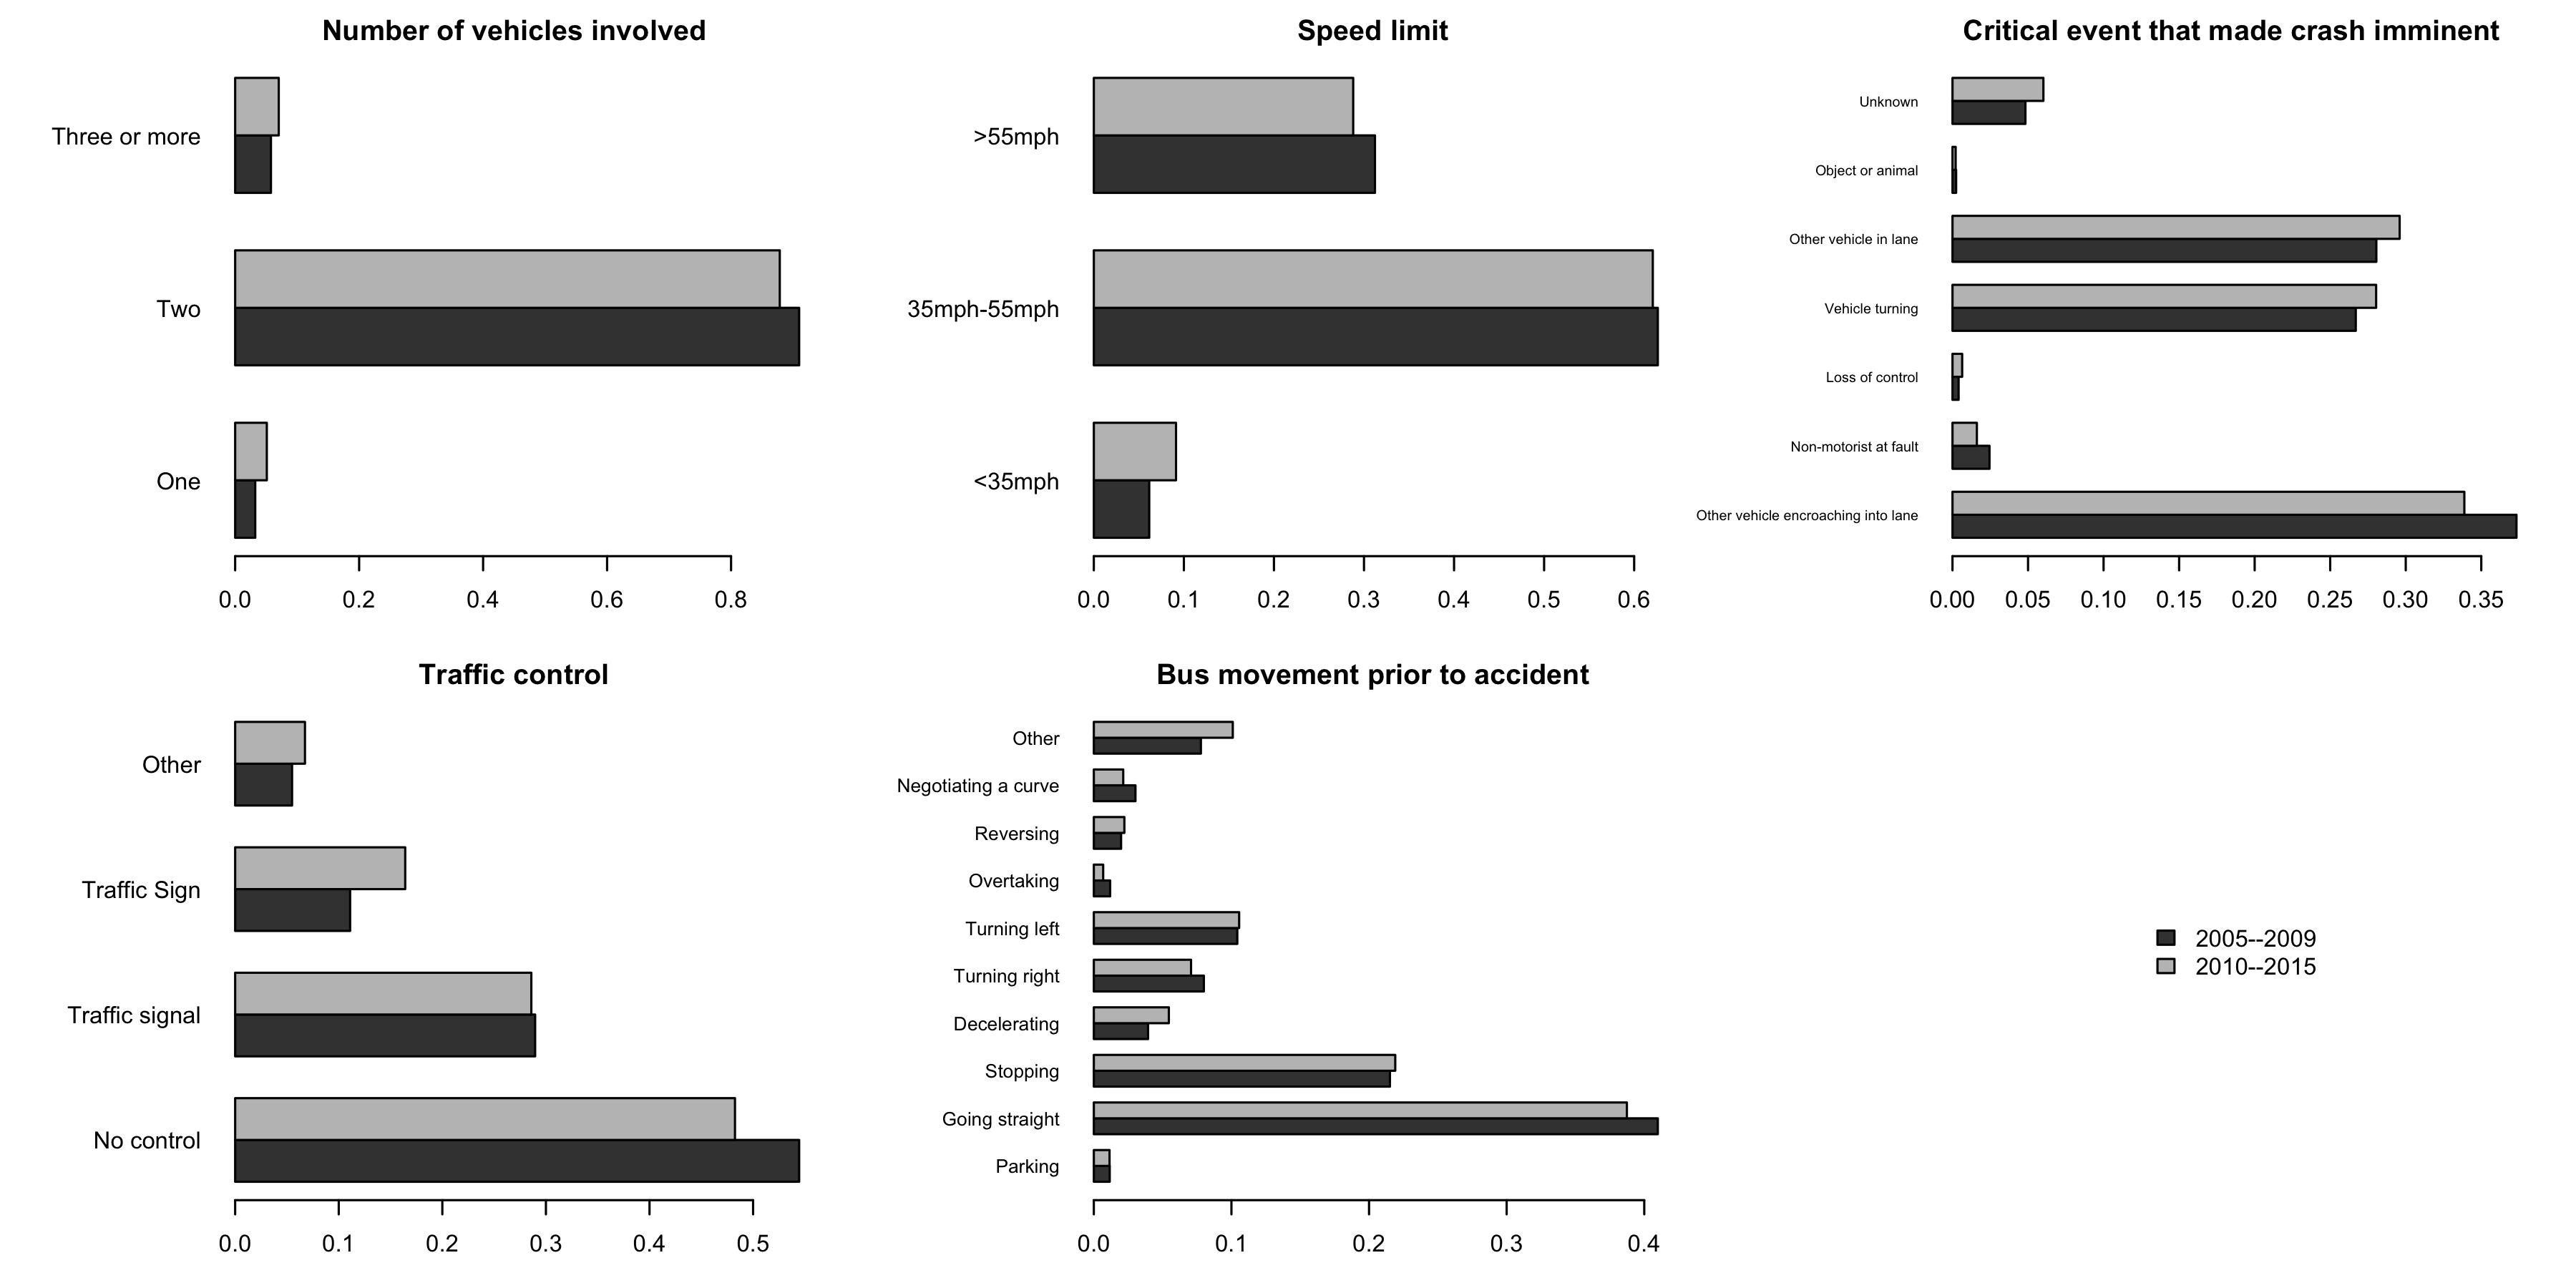 Number of vehicles involved
Three or more
Two
One
0.0 0.2 0.4 0.6 0.8
Speed limit
>55mph
35mph-55mph
<35mph
0.0 0.1 0.2 0.3 0.4 0.5 0.6
Critical event that made crash imminent
Unknown
Object or animal
Other vehicle in lane
Vehicle turning
Loss of control
Non-motorist at fault
Other vehicle encroaching into lane
0.00 0.05 0.10 0.15 0.20 0.25 0.30 0.35
Traffic control
Other
Traffic Sign
Traffic signal
No control
0.0 0.1 0.2 0.3 0.4 0.5
Bus movement prior to accident
Other
Negotiating a curve
Reversing
Overtaking
Turning left
Turning right
Decelerating
Stopping
Going straight
Parking
0.0 0.1 0.2 0.3 0.4
2005--2009
2010--2015